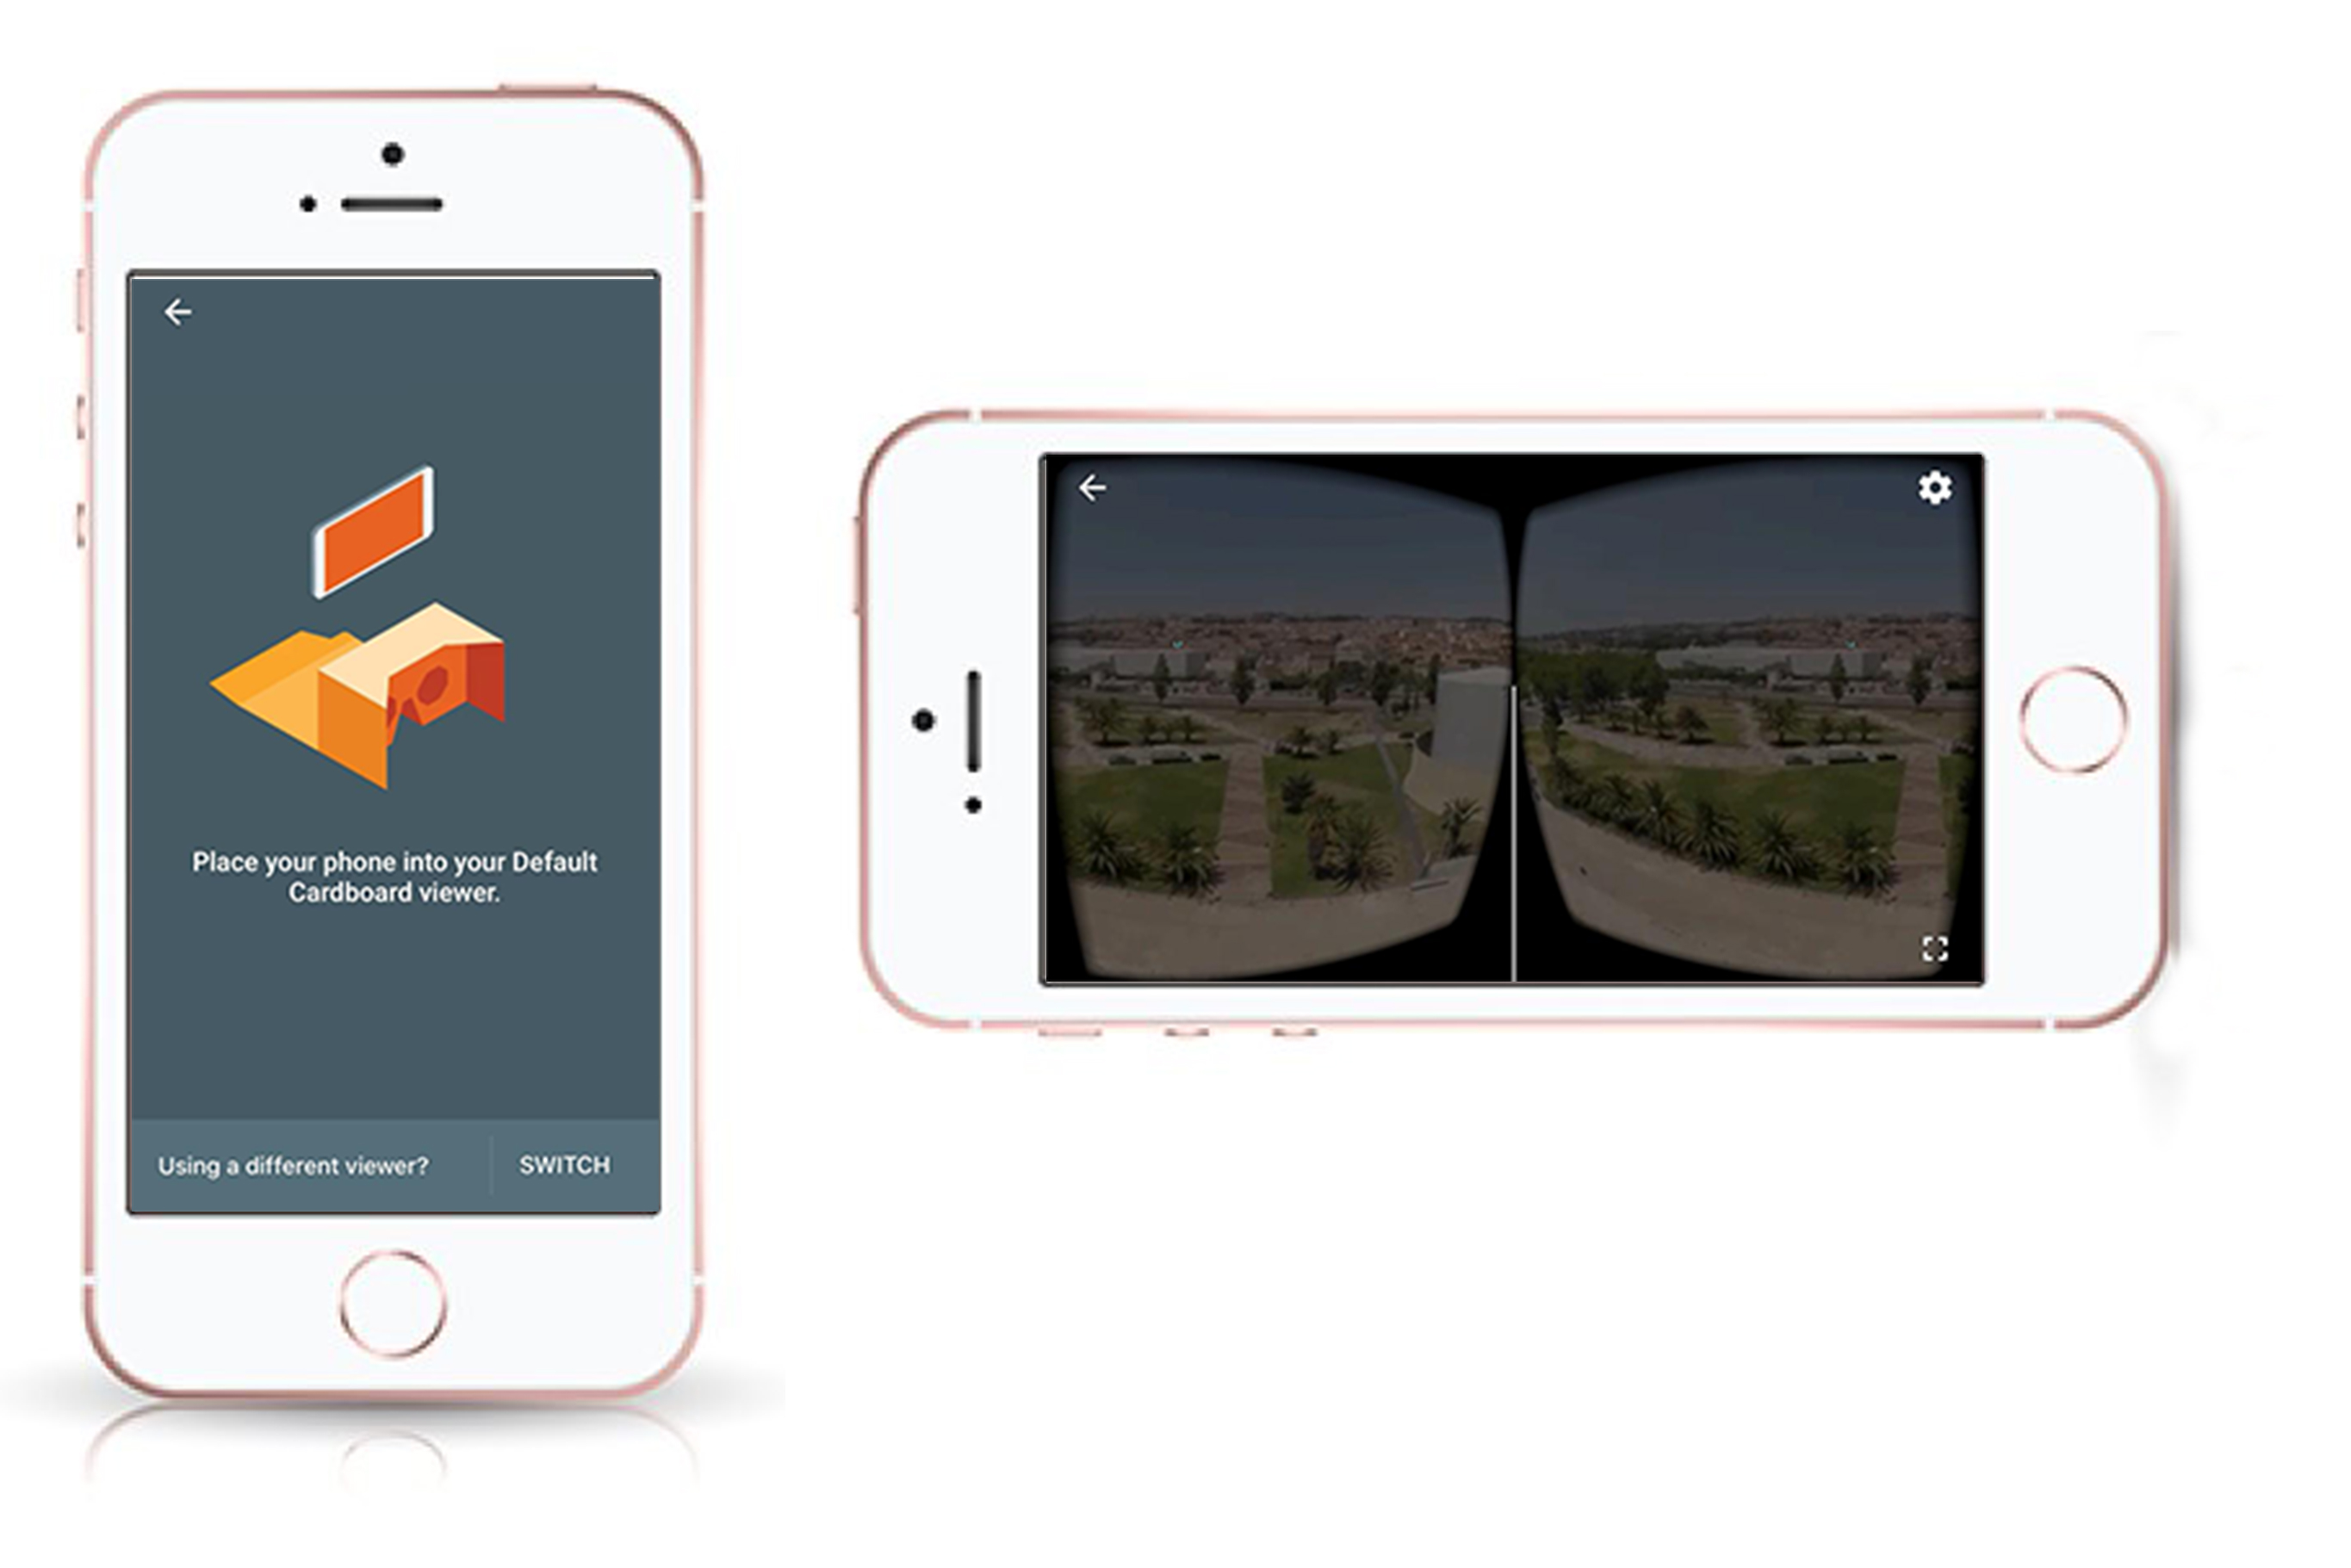 Place your phone into your Default
Cardboard viewer.
Using a different viewer? SWITCH